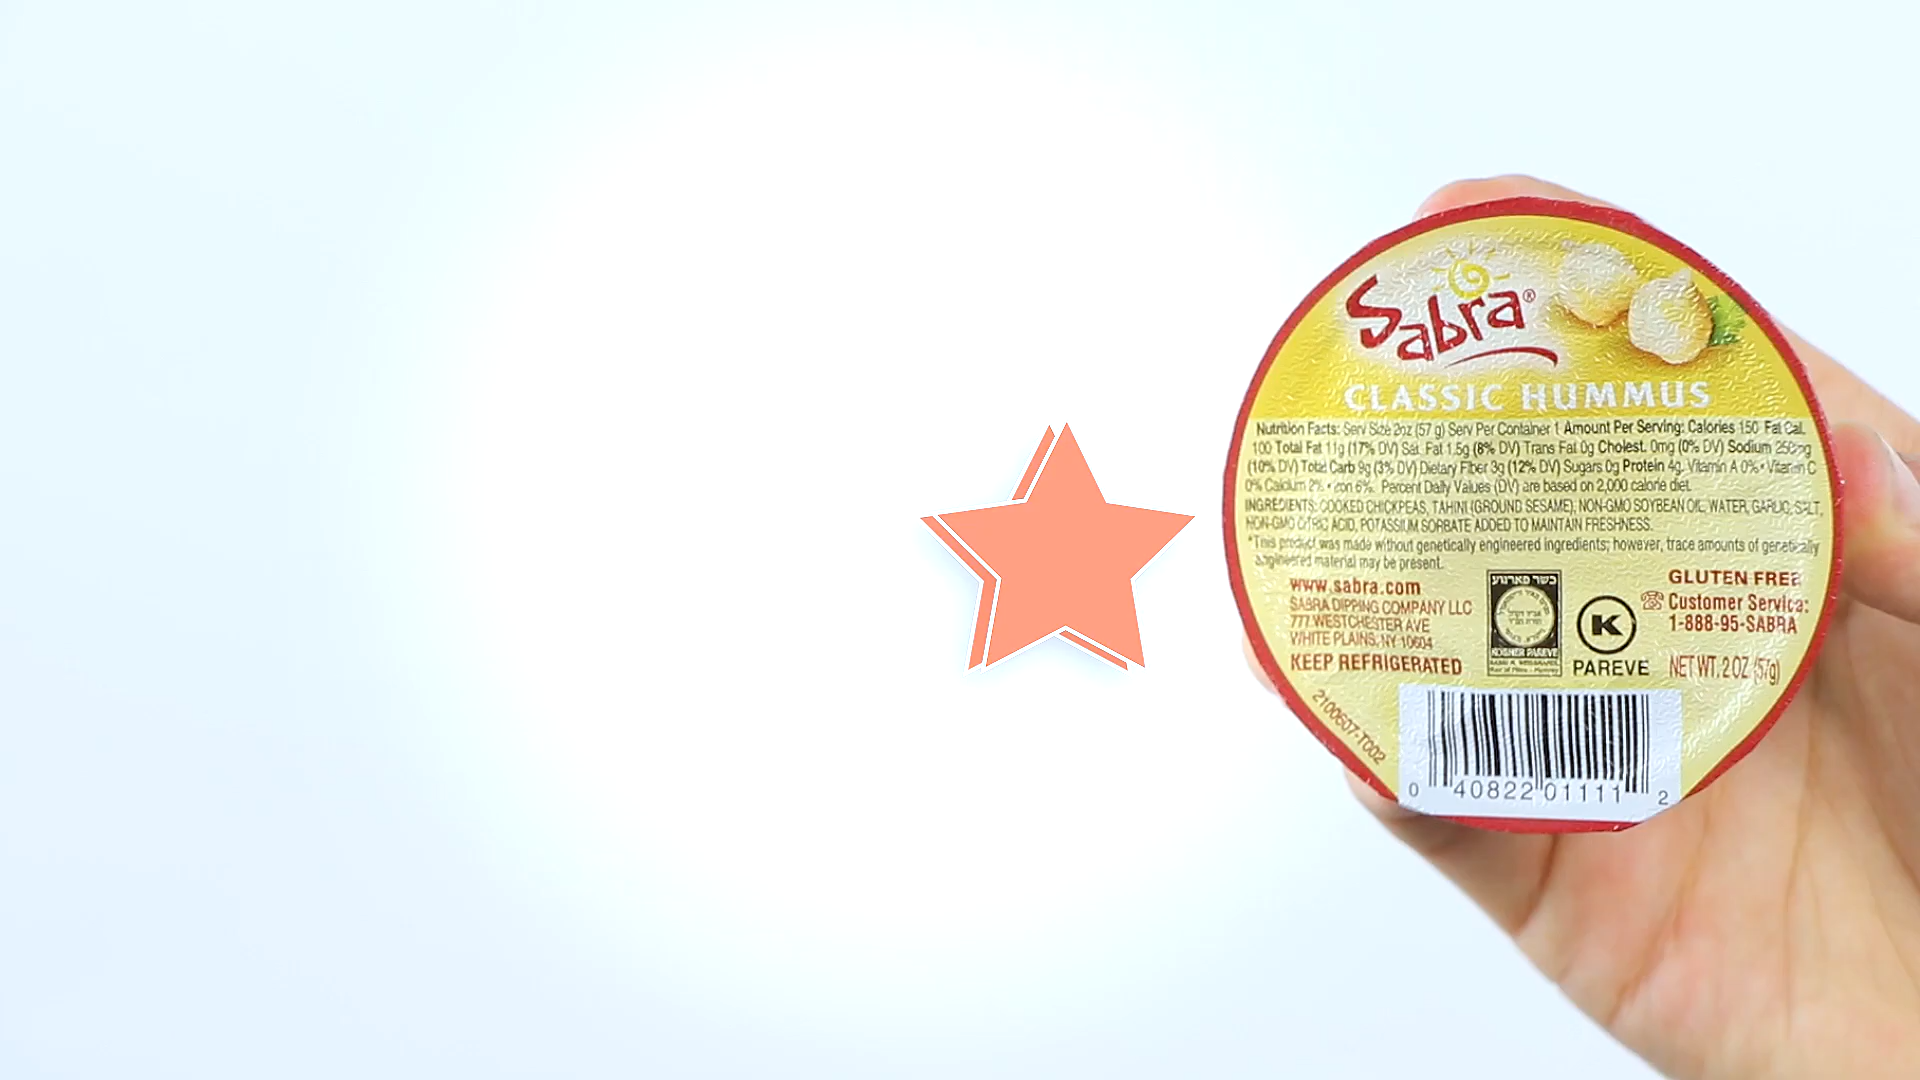 Sabra®
CLASSIC HUMMUS
Nutrition Facts: Serv Size 2oz (57 g) Serv Per Container 1 Amount Per Serving: Calories 150 Fat Cal.
100 Total Fat 11g (17% DV) Sat. Fat 1.5g (8% DV) Trans Fat 0g Cholest. 0mg (0% DV) Sodium 250mg
(10% DV) Total Carb 9g (3% DV) Dietary Fiber 3g (12% DV) Sugars 0g Protein 4g. Vitamin A 0% • Vitamin C
0% Calcium 2% • Iron 6%. Percent Daily Values (DV) are based on 2,000 calorie diet.
INGREDIENTS: COOKED CHICKPEAS, TAHINI (GROUND SESAME), NON-GMO SOYBEAN OIL, WATER, GARLIC, SALT,
NON-GMO CITRIC ACID, POTASSIUM SORBATE ADDED TO MAINTAIN FRESHNESS.
*This product was made without genetically engineered ingredients; however, trace amounts of genetically
engineered material may be present.
www.sabra.com
SABRA DIPPING COMPANY LLC
777 WESTCHESTER AVE
WHITE PLAINS, NY 10604
KEEP REFRIGERATED
כשר פארווע
KOSHER PAREVE
K
PAREVE
GLUTEN FREE
Customer Service:
1-888-95-SABRA
NET WT. 2 OZ (57g)
2100607-T002
0 40822 01111 2